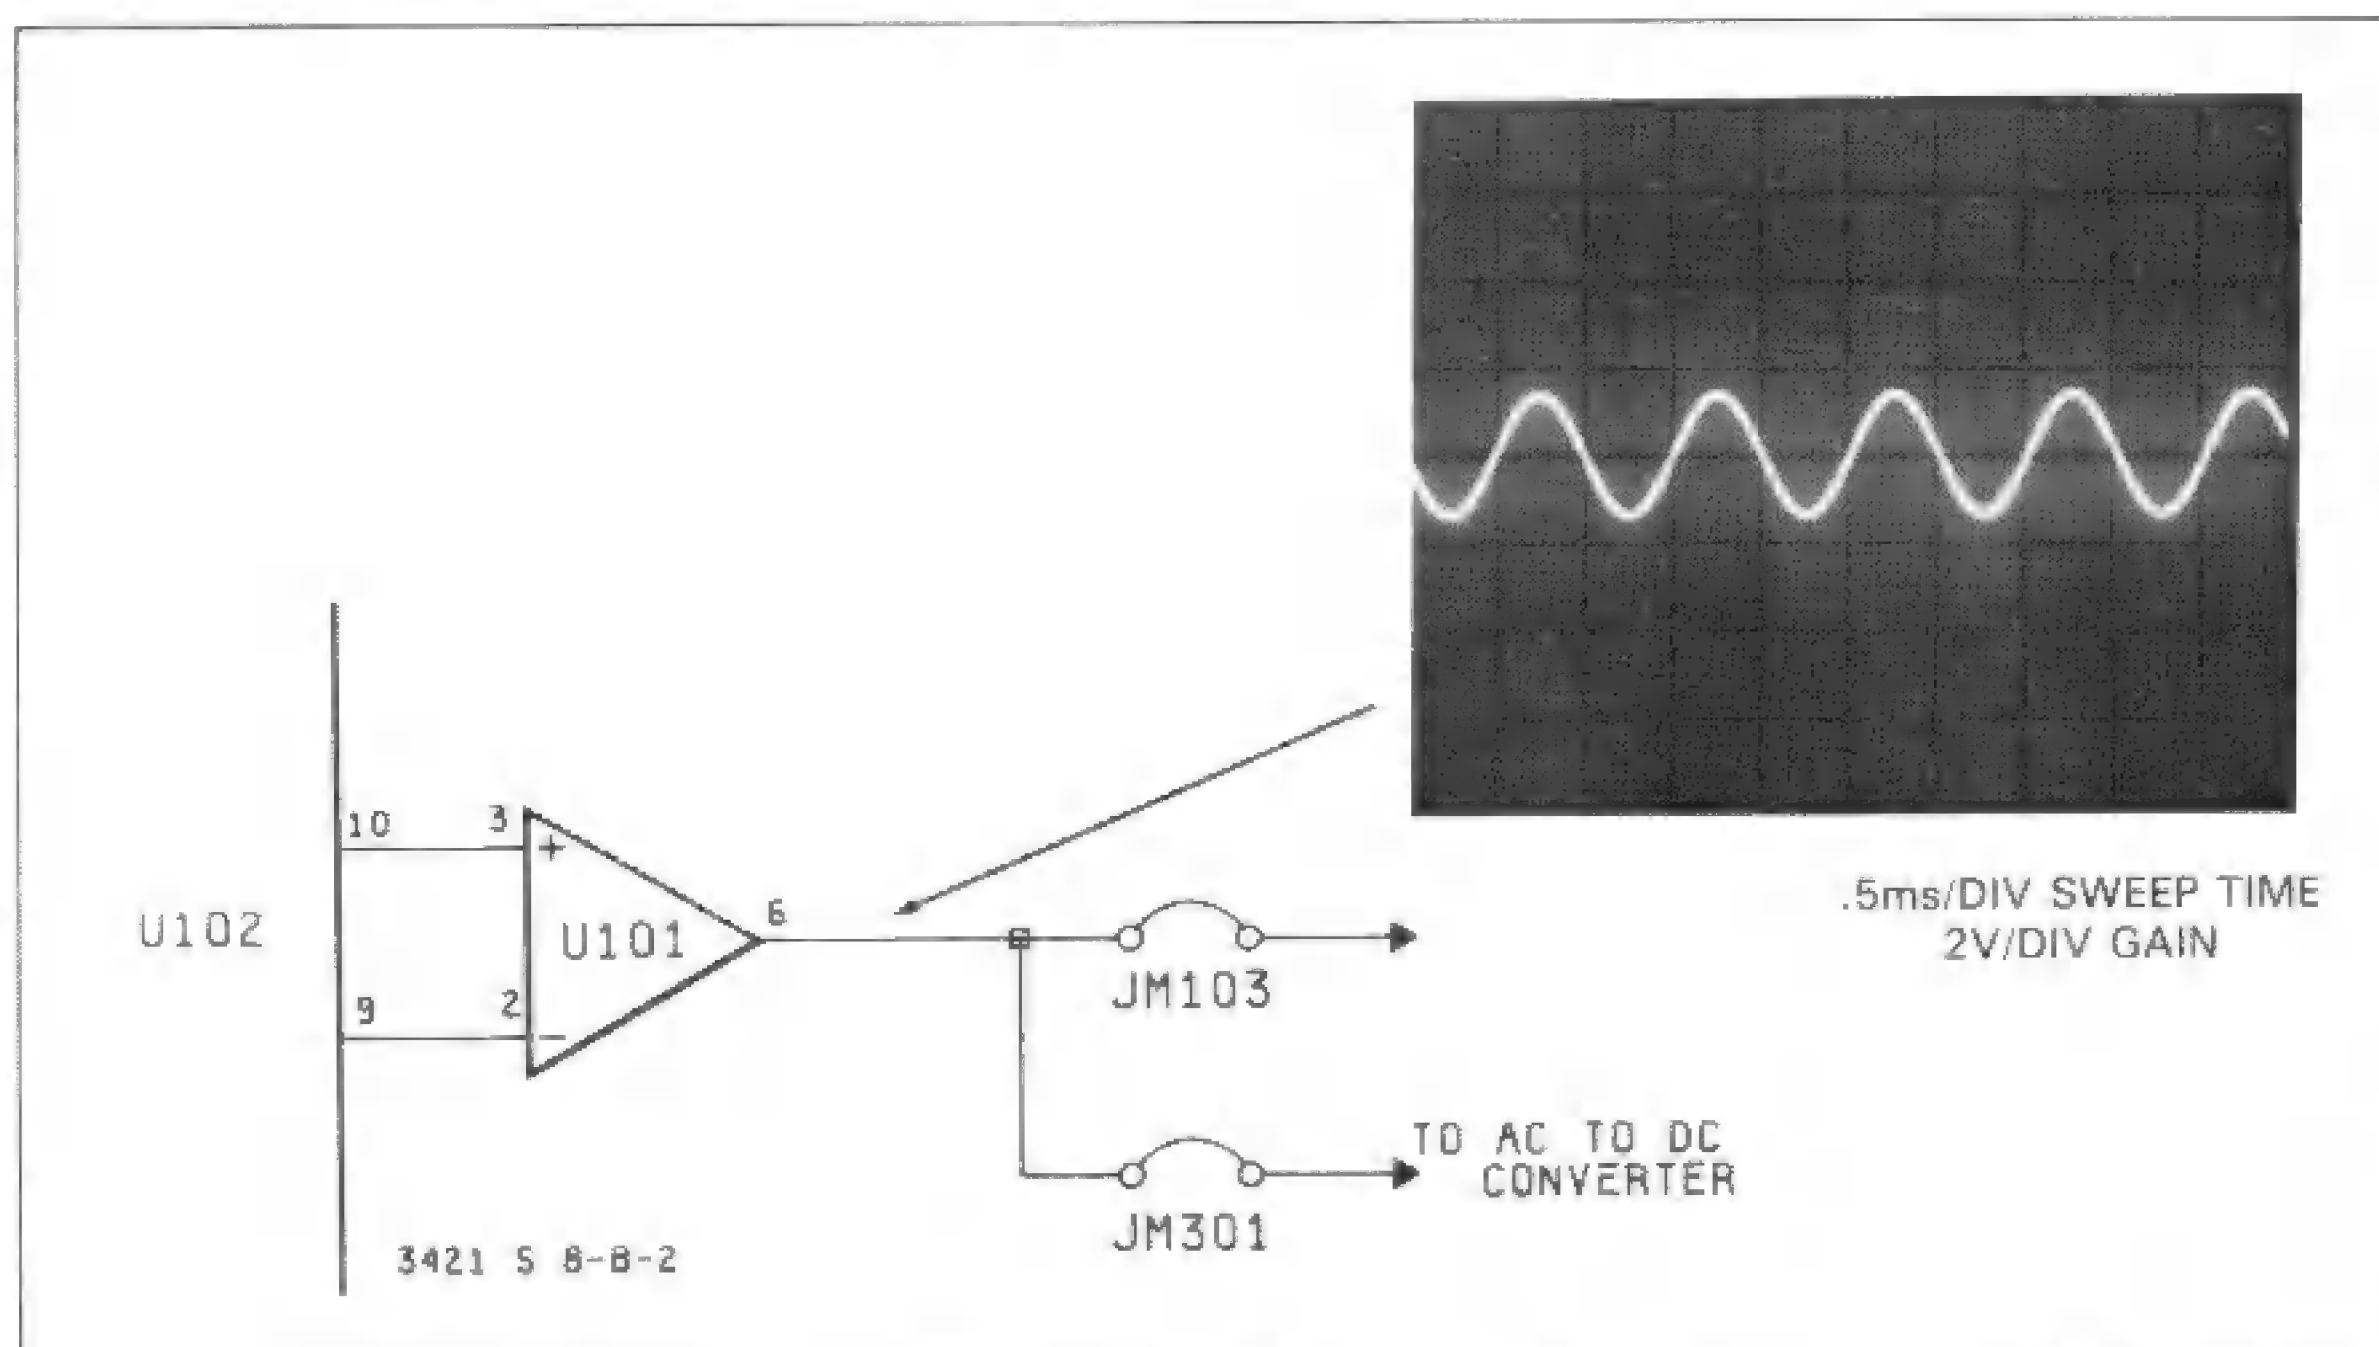 .5ms/DIV SWEEP TIME
2V/DIV GAIN
10
3
+
U102
U101
6
JM103
9
2
−
TO AC TO DC
CONVERTER
JM301
3421 S 8-8-2